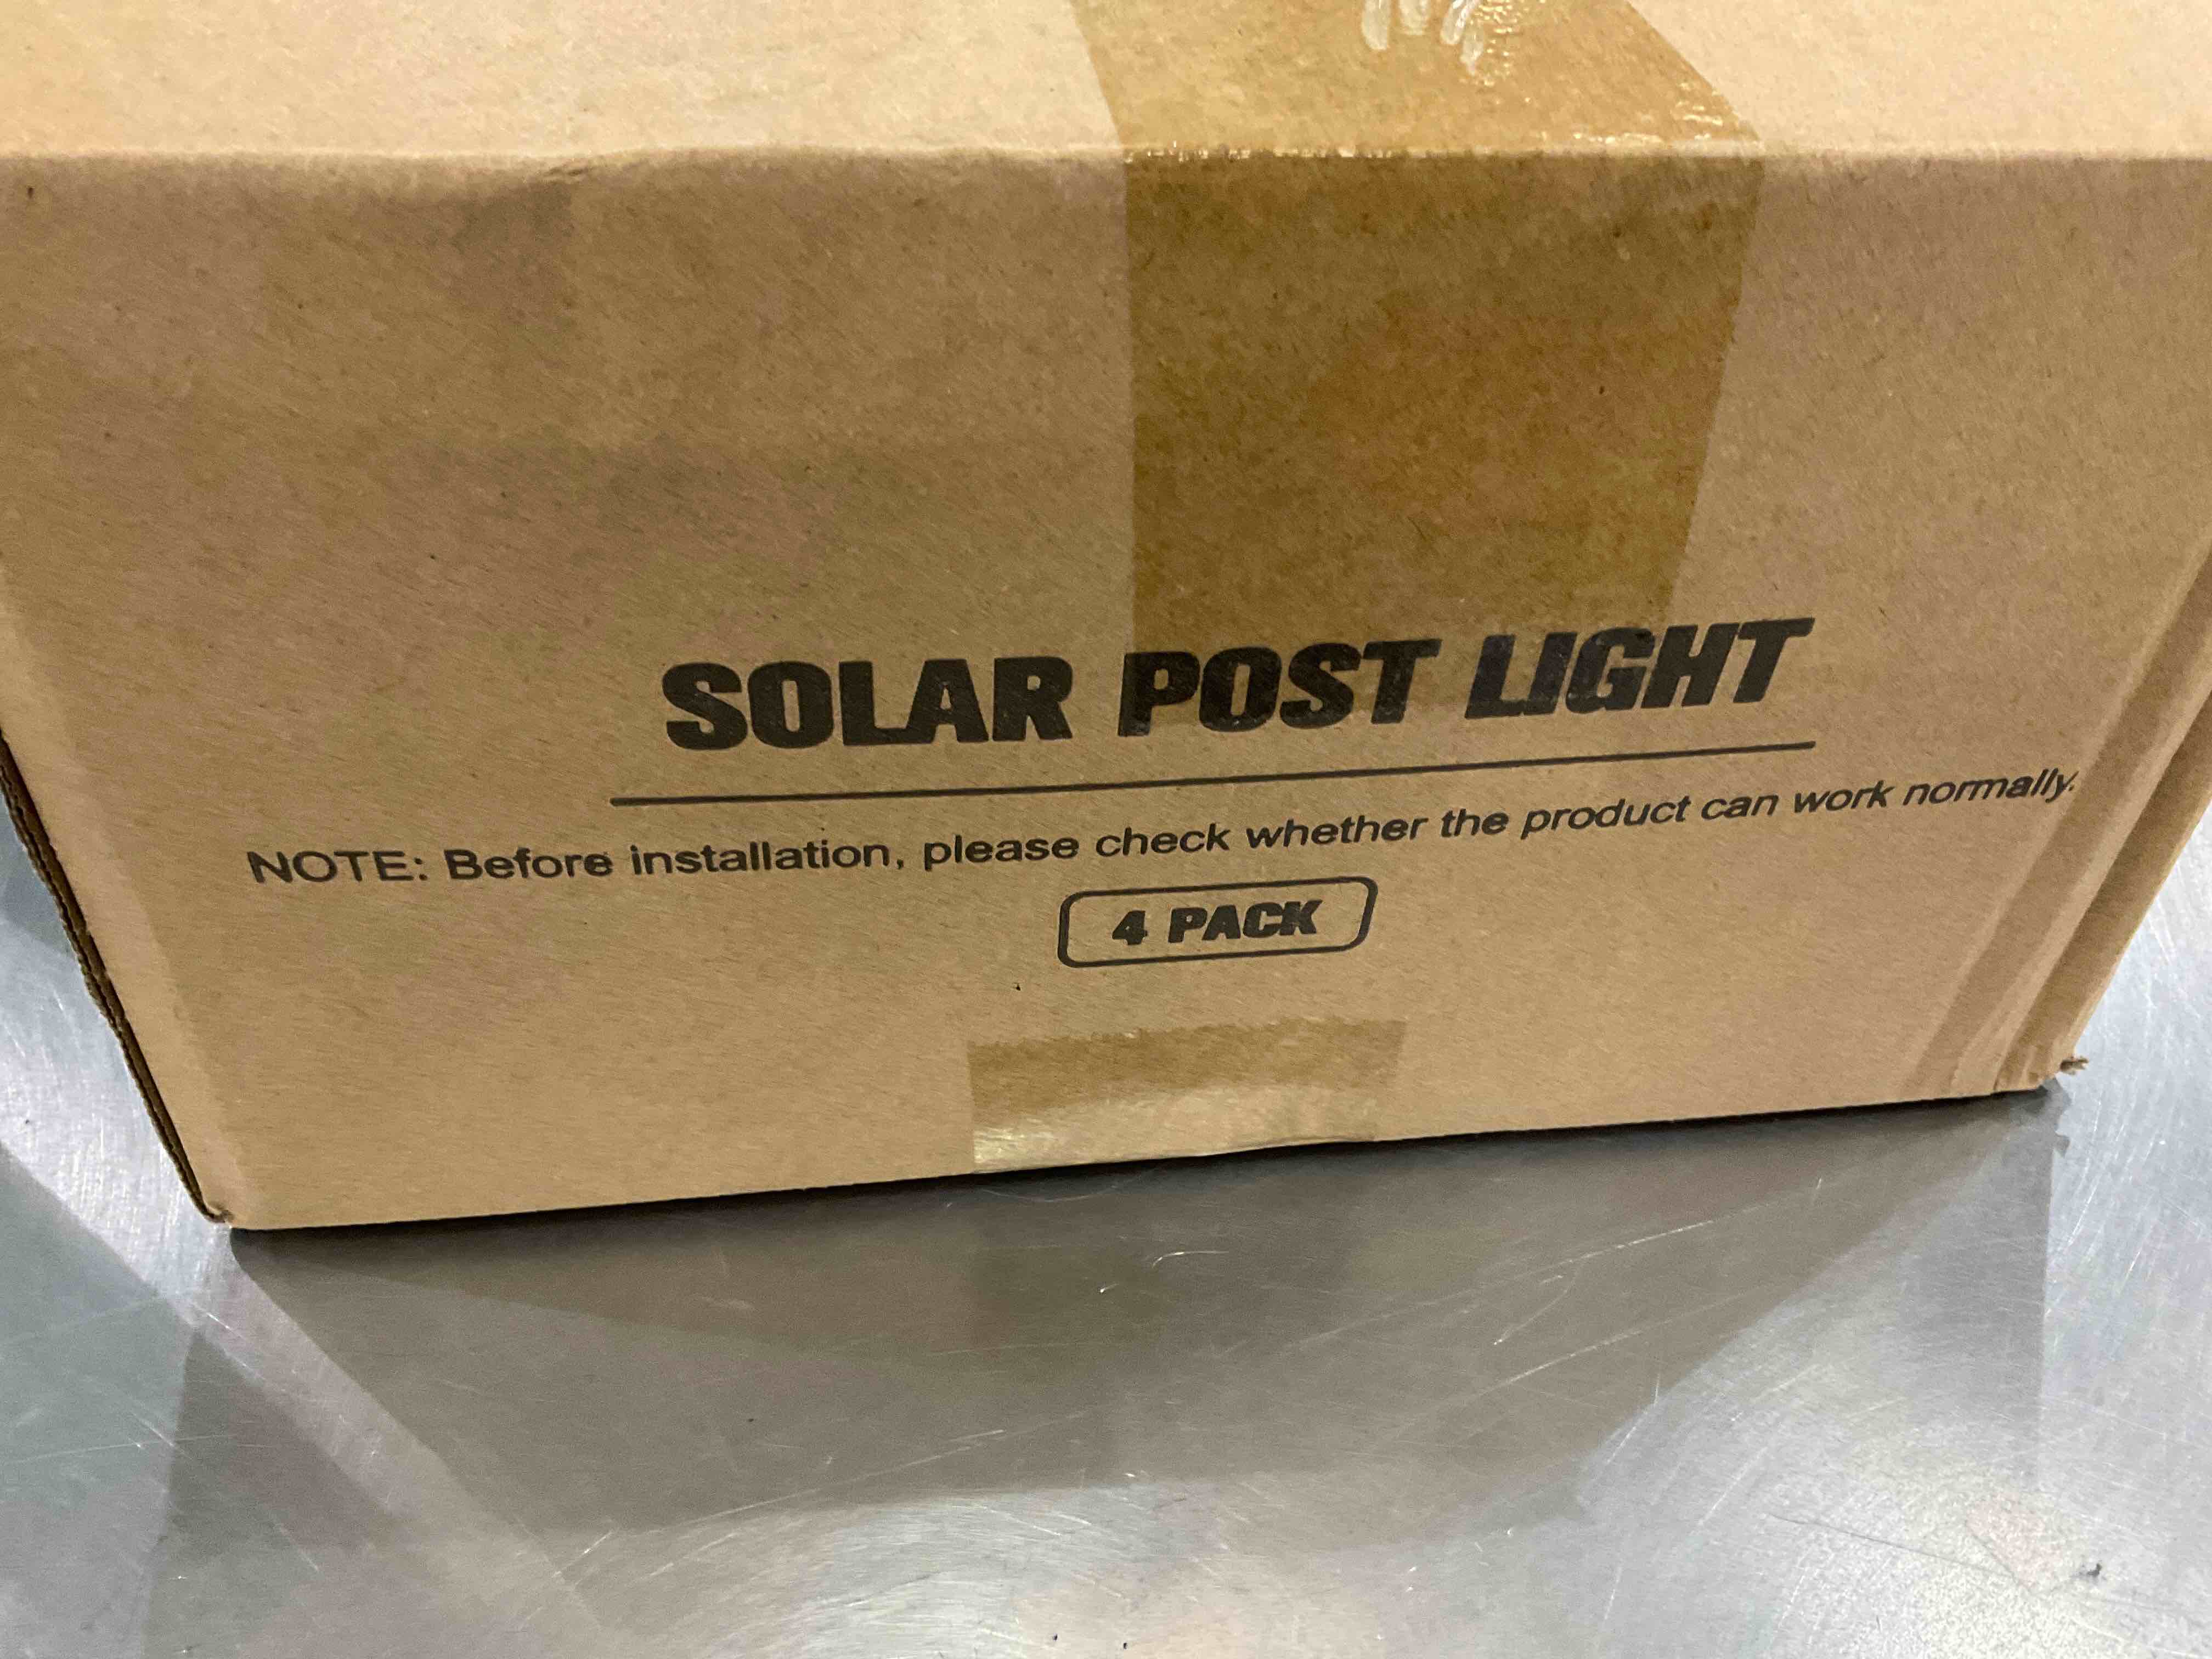 SOLAR POST LIGHT
NOTE: Before installation, please check whether the product can work normally.
4 PACK